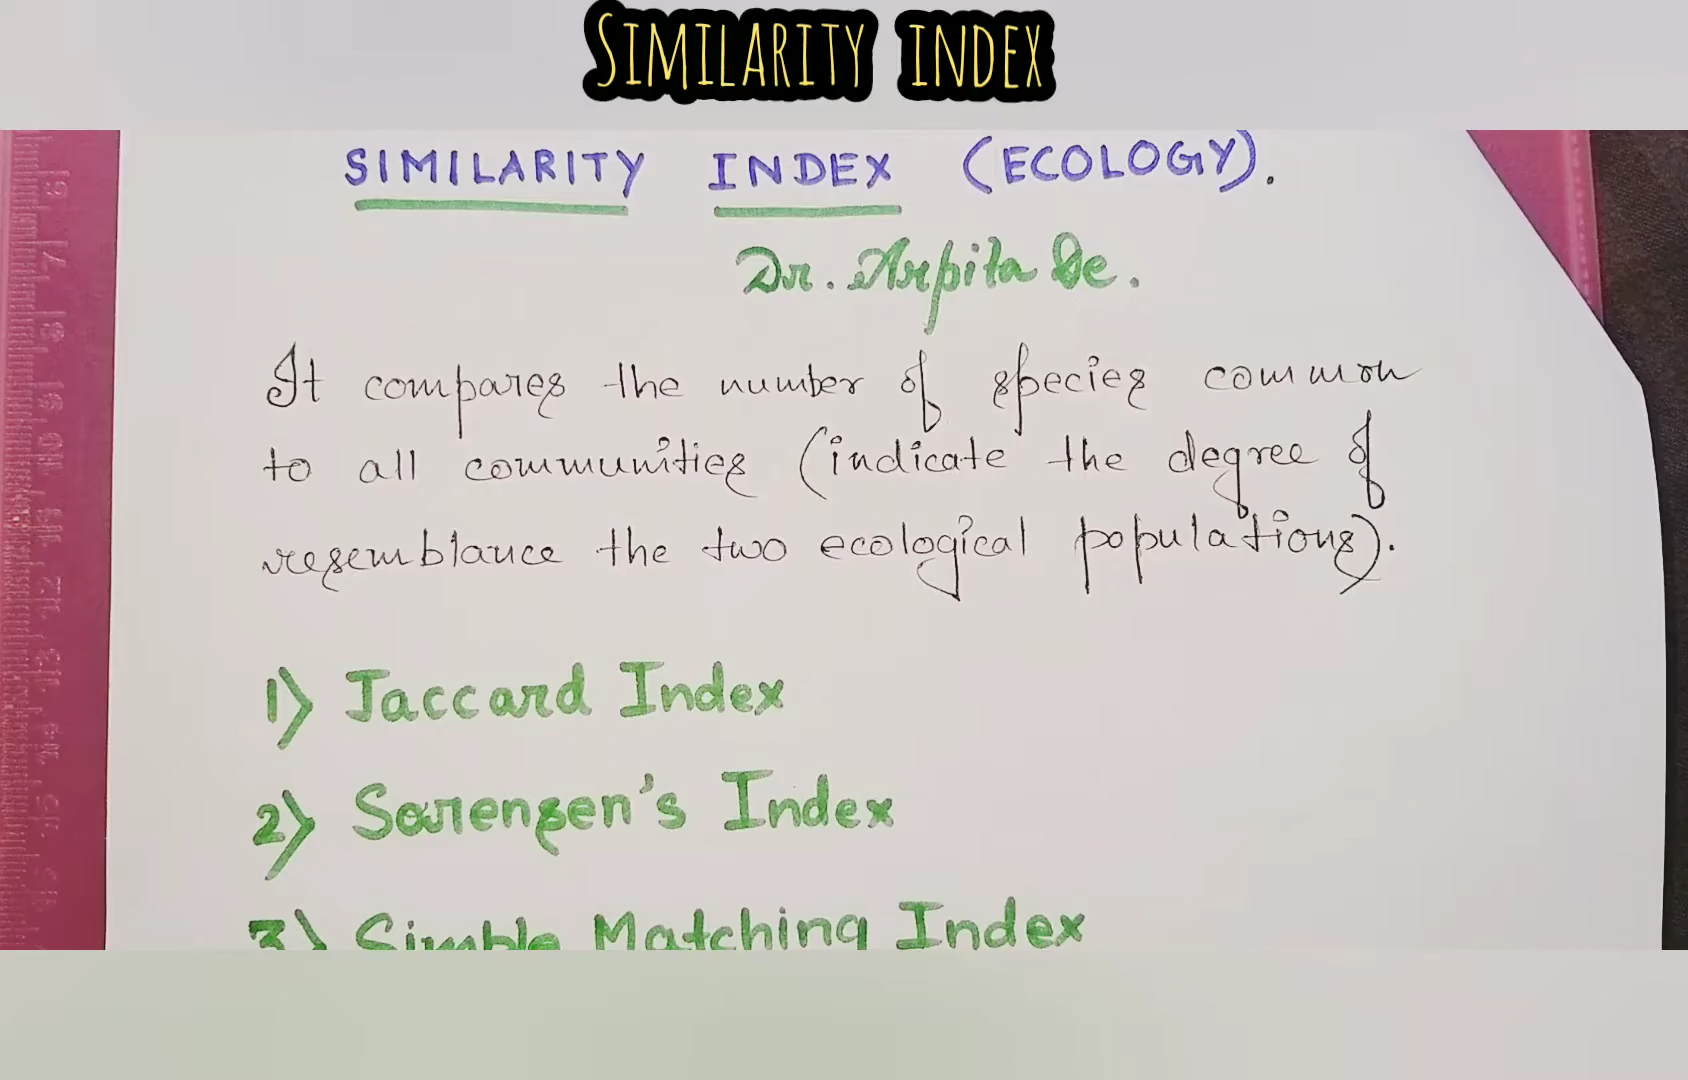 SIMILARITY INDEX
SIMILARITY INDEX (ECOLOGY).
Dr. Arpita De.
It compares the number of species common
to all communities (indicate the degree of
resemblance the two ecological populations).
1) Jaccard Index
2) Sorensen's Index
3) Simple Matching Index